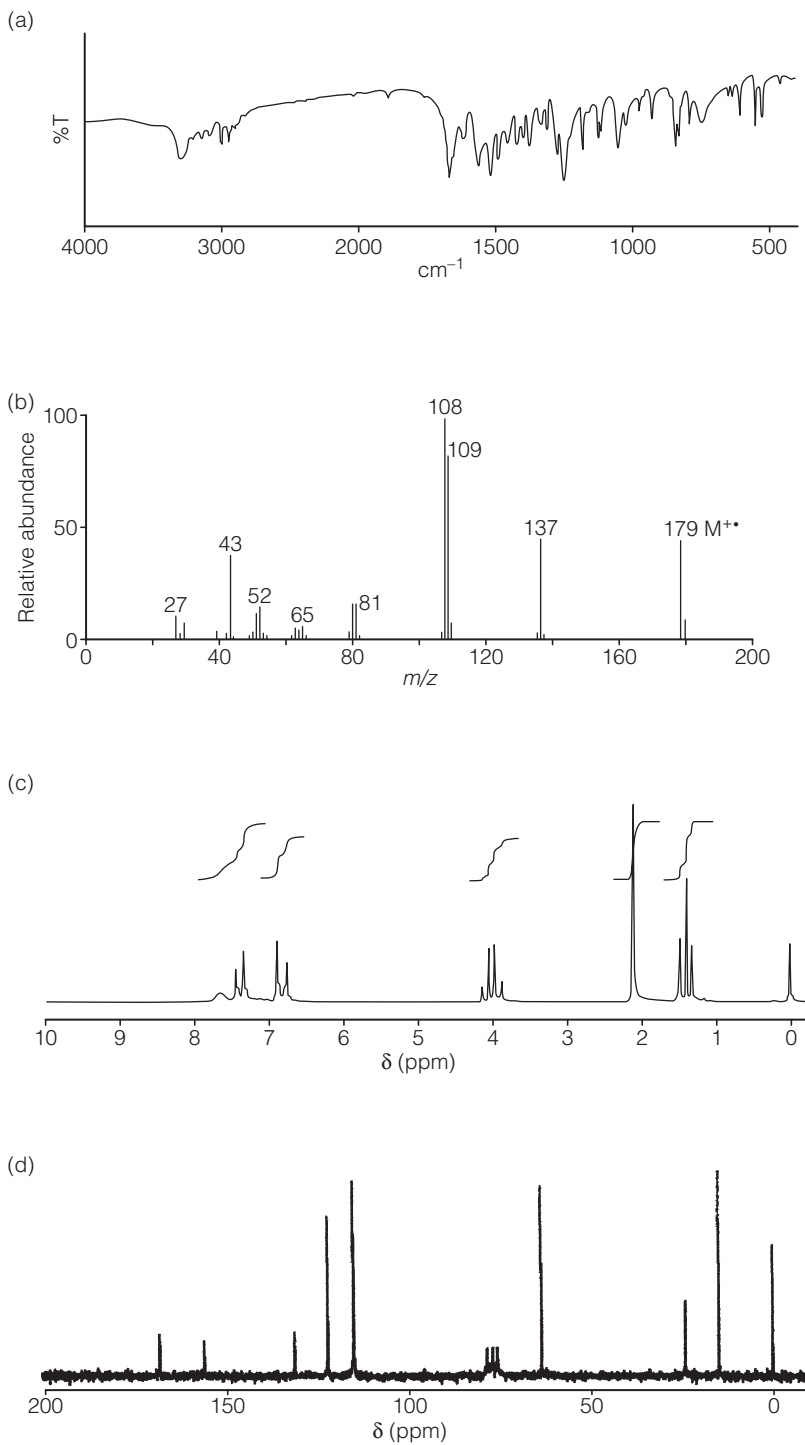 (a)
%T
4000 3000 2000 1500 1000 500
cm⁻¹
(b)
Relative abundance
100
50
0
27 43 52 65 81 108 109 137 179 M⁺•
0 40 80 120 160 200
m/z
(c)
10 9 8 7 6 5 4 3 2 1 0
δ (ppm)
(d)
200 150 100 50 0
δ (ppm)